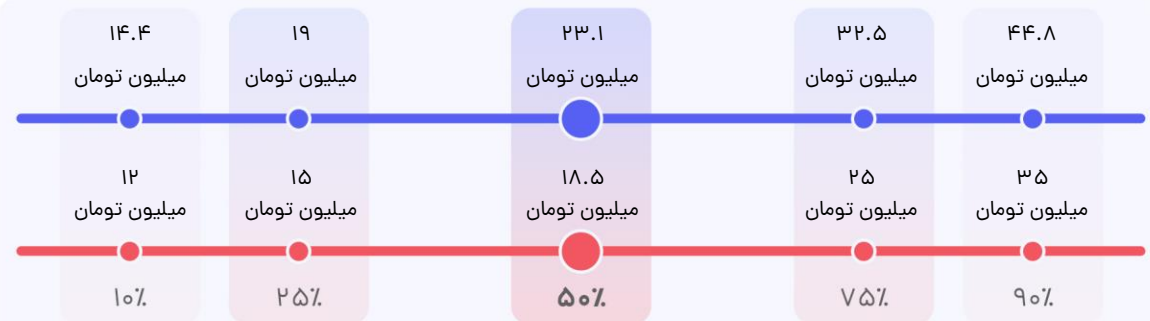 ۱۴.۴ ۱۹ ۲۳.۱ ۳۲.۵ ۴۴.۸
میلیون تومان میلیون تومان میلیون تومان میلیون تومان میلیون تومان
۱۲ ۱۵ ۱۸.۵ ۲۵ ۳۵
میلیون تومان میلیون تومان میلیون تومان میلیون تومان میلیون تومان
۱۰٪ ۲۵٪ ۵۰٪ ۷۵٪ ۹۰٪